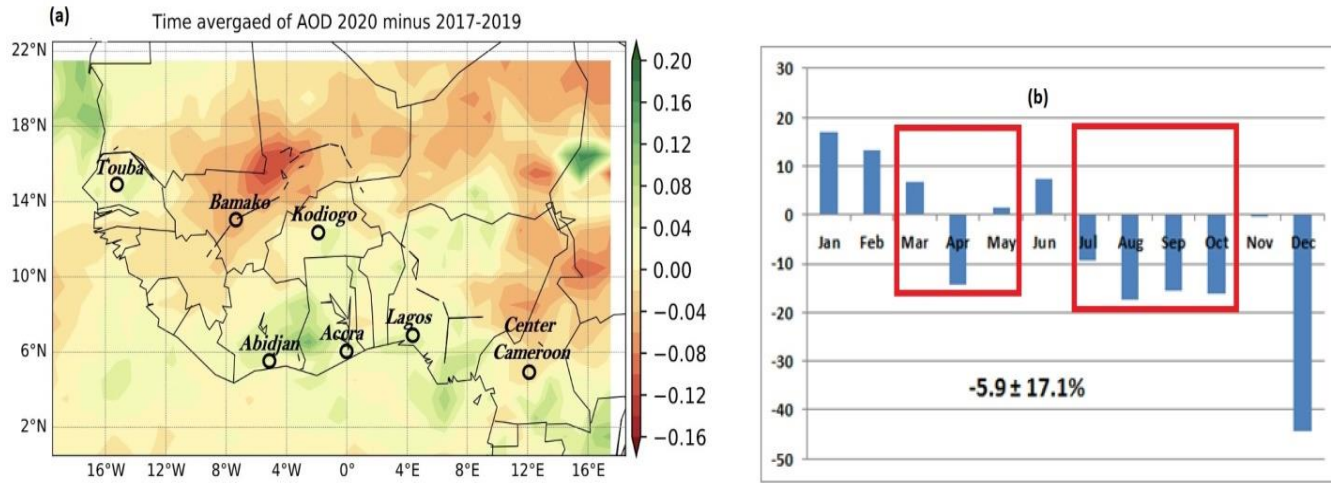 (a)
Time avergaed of AOD 2020 minus 2017-2019
22°N
18°N
14°N
10°N
6°N
2°N
16°W 12°W 8°W 4°W 0° 4°E 8°E 12°E 16°E
Touba
Bamako
Kodiogo
Abidjan
Accra
Lagos
Center
Cameroon
0.20
0.16
0.12
0.08
0.04
0.00
−0.04
−0.08
−0.12
−0.16
(b)
30
20
10
0
-10
-20
-30
-40
-50
Jan Feb Mar Apr May Jun Jul Aug Sep Oct Nov Dec
-5.9 ± 17.1%